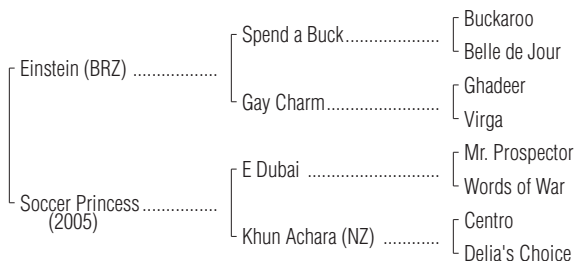 Buckaroo
Spend a Buck....................
Belle de Jour
Einstein (BRZ) .................
Ghadeer
Gay Charm........................
Virga
Mr. Prospector
E Dubai ...........................
Words of War
Soccer Princess ...............
(2005)
Centro
Khun Achara (NZ) ............
Delia's Choice